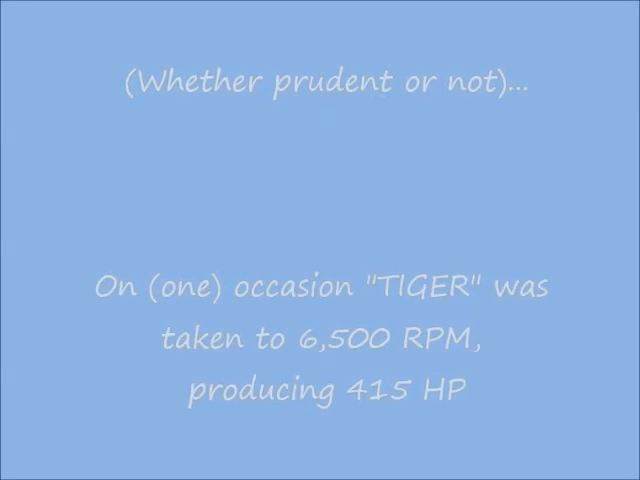 (Whether prudent or not)...
On (one) occasion "TIGER" was
taken to 6,500 RPM,
producing 415 HP